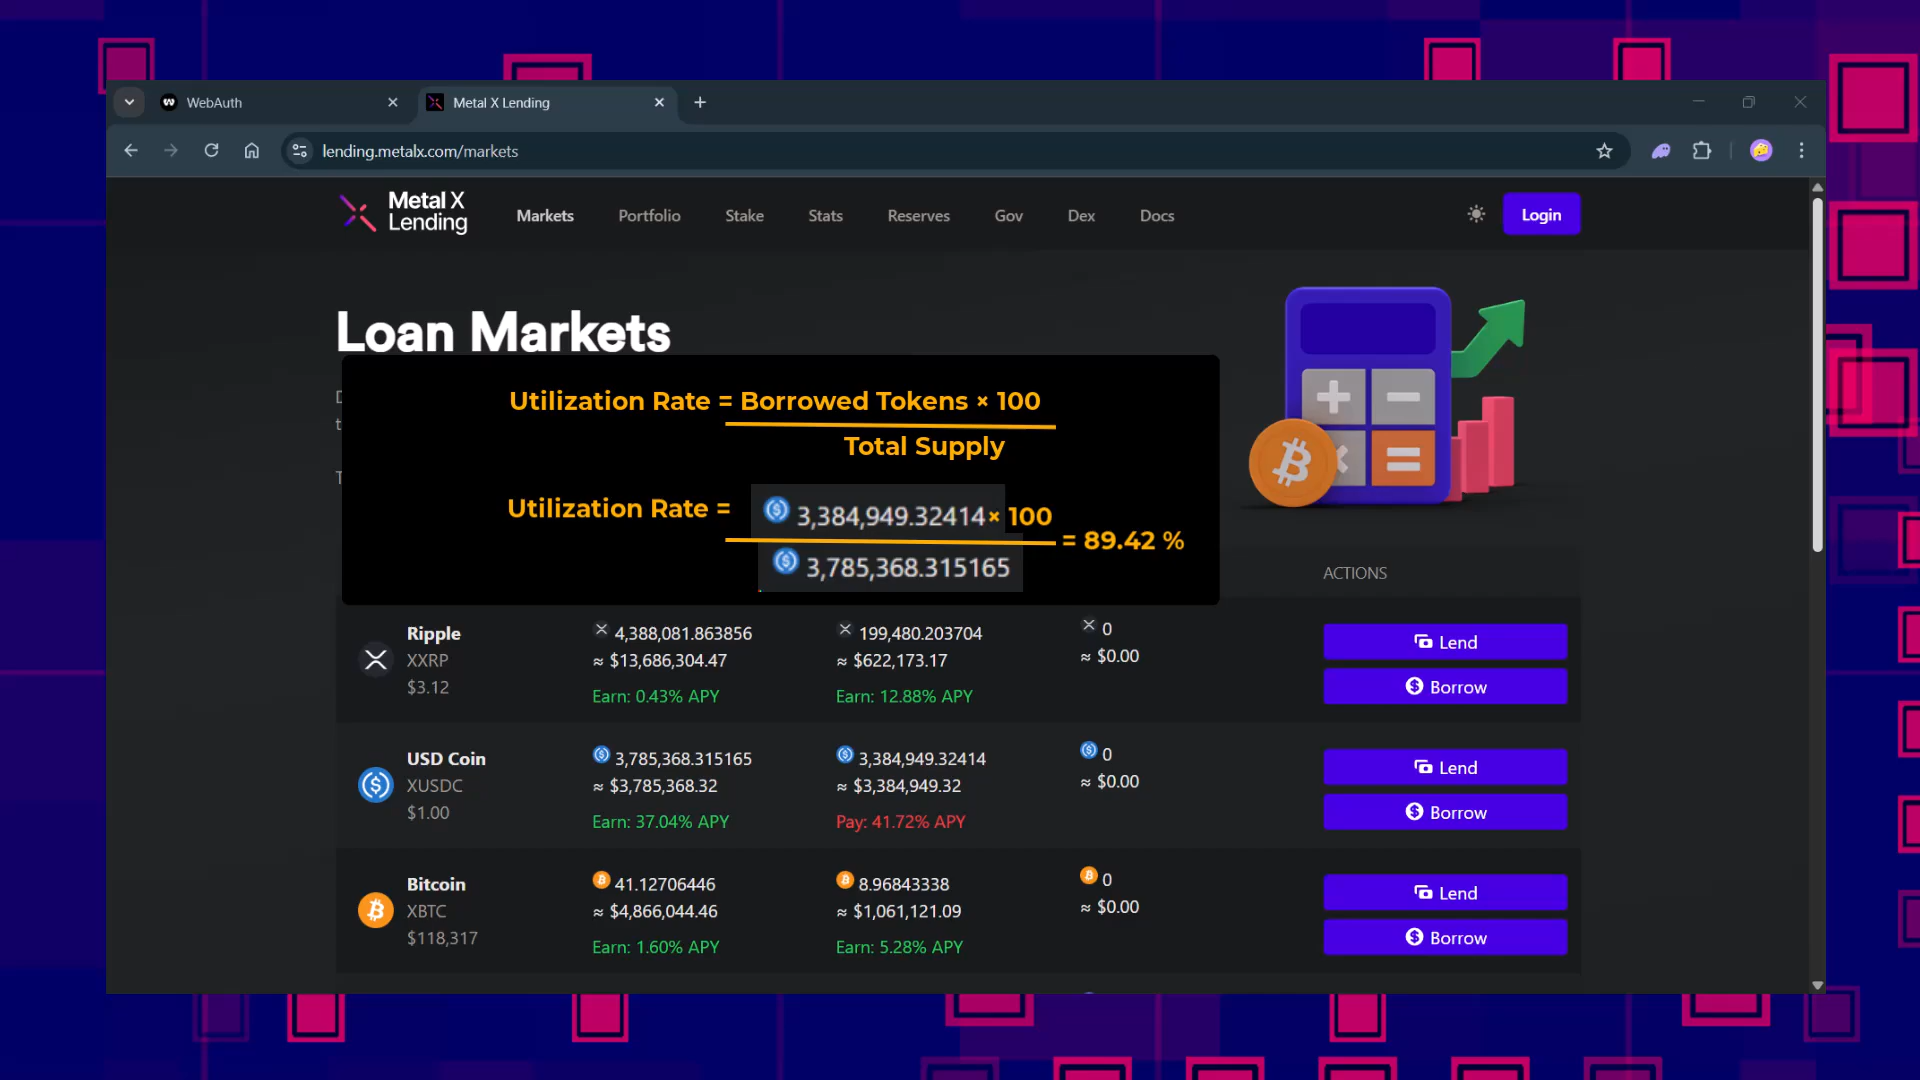 WebAuth
Metal X Lending
lending.metalx.com/markets
Metal X
Lending
Markets
Portfolio
Stake
Stats
Reserves
Gov
Dex
Docs
Login
Loan Markets
Utilization Rate = Borrowed Tokens × 100
Total Supply
Utilization Rate = 3,384,949.32414 × 100
= 89.42 %
3,785,368.315165
ACTIONS
Ripple
XXRP
$3.12
4,388,081.863856
≈ $13,686,304.47
Earn: 0.43% APY
199,480.203704
≈ $622,173.17
Earn: 12.88% APY
0
≈ $0.00
Lend
Borrow
USD Coin
XUSDC
$1.00
3,785,368.315165
≈ $3,785,368.32
Earn: 37.04% APY
3,384,949.32414
≈ $3,384,949.32
Pay: 41.72% APY
0
≈ $0.00
Lend
Borrow
Bitcoin
XBTC
$118,317
41.12706446
≈ $4,866,044.46
Earn: 1.60% APY
8.96843338
≈ $1,061,121.09
Earn: 5.28% APY
0
≈ $0.00
Lend
Borrow